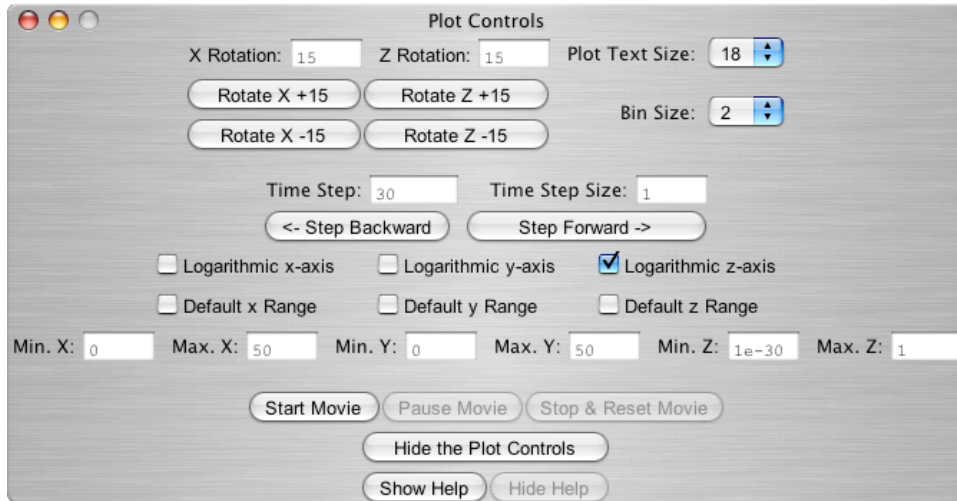 Plot Controls
X Rotation: 15 Z Rotation: 15 Plot Text Size: 18
Rotate X +15 Rotate Z +15
Bin Size: 2
Rotate X -15 Rotate Z -15
Time Step: 30 Time Step Size: 1
<- Step Backward Step Forward ->
Logarithmic x-axis Logarithmic y-axis Logarithmic z-axis
Default x Range Default y Range Default z Range
Min. X: 0 Max. X: 50 Min. Y: 0 Max. Y: 50 Min. Z: 1e-30 Max. Z: 1
Start Movie Pause Movie Stop & Reset Movie
Hide the Plot Controls
Show Help Hide Help